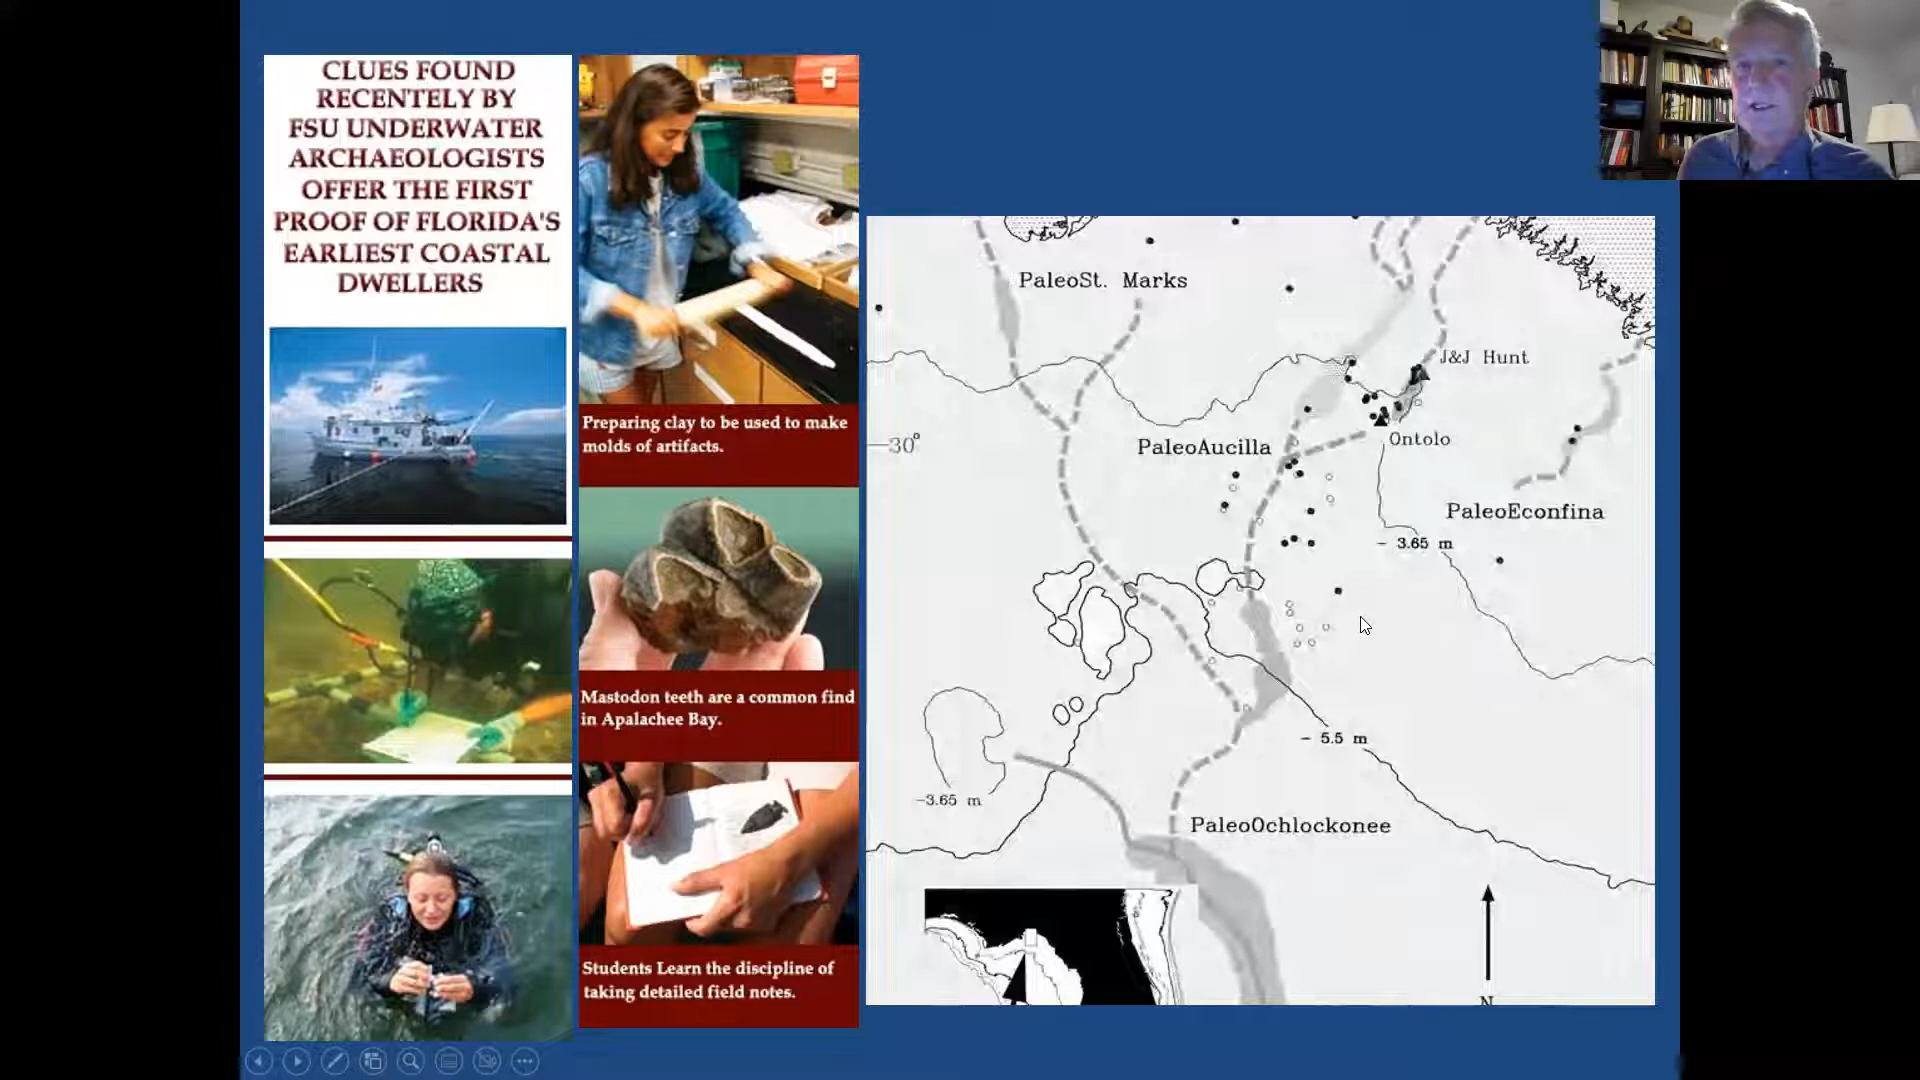 CLUES FOUND
RECENTELY BY
FSU UNDERWATER
ARCHAEOLOGISTS
OFFER THE FIRST
PROOF OF FLORIDA'S
EARLIEST COASTAL
DWELLERS
Preparing clay to be used to make
molds of artifacts.
Mastodon teeth are a common find
in Apalachee Bay.
Students Learn the discipline of
taking detailed field notes.
PaleoSt. Marks
J&J Hunt
30°
PaleoAucilla
Ontolo
PaleoEconfina
- 3.65 m
- 5.5 m
-3.65 m
PaleoOchlockonee
N